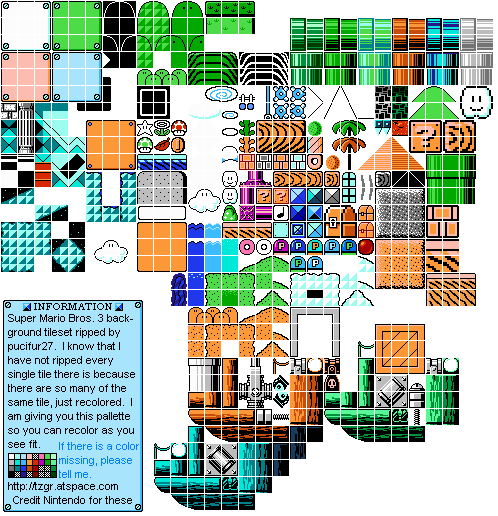 INFORMATION
Super Mario Bros. 3 back-
ground tileset ripped by
pucifur27. I know that I
have not ripped every
single tile there is because
there are so many of the
same tile, just recolored. I
am giving you this pallette
so you can recolor as you
see fit.
If there is a color
missing, please
tell me.
http://tzgr.atspace.com
Credit Nintendo for these